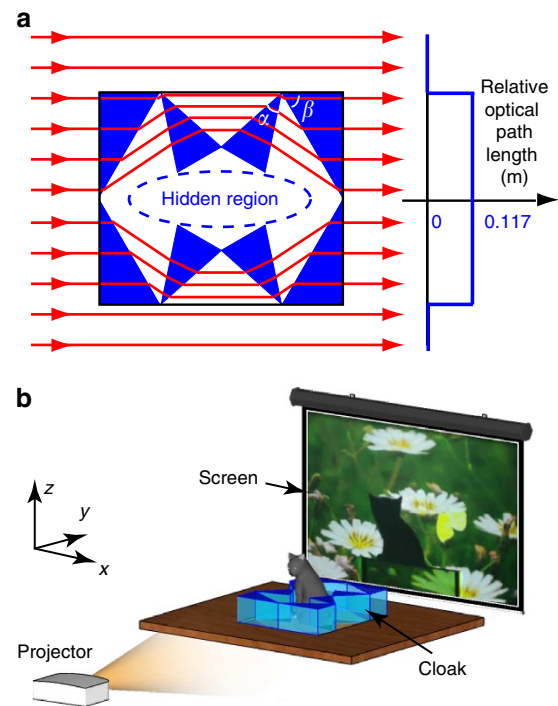 a
Relative
optical
path
length
(m)
α
β
Hidden region
0
0.117
b
Screen
z
y
x
Projector
Cloak